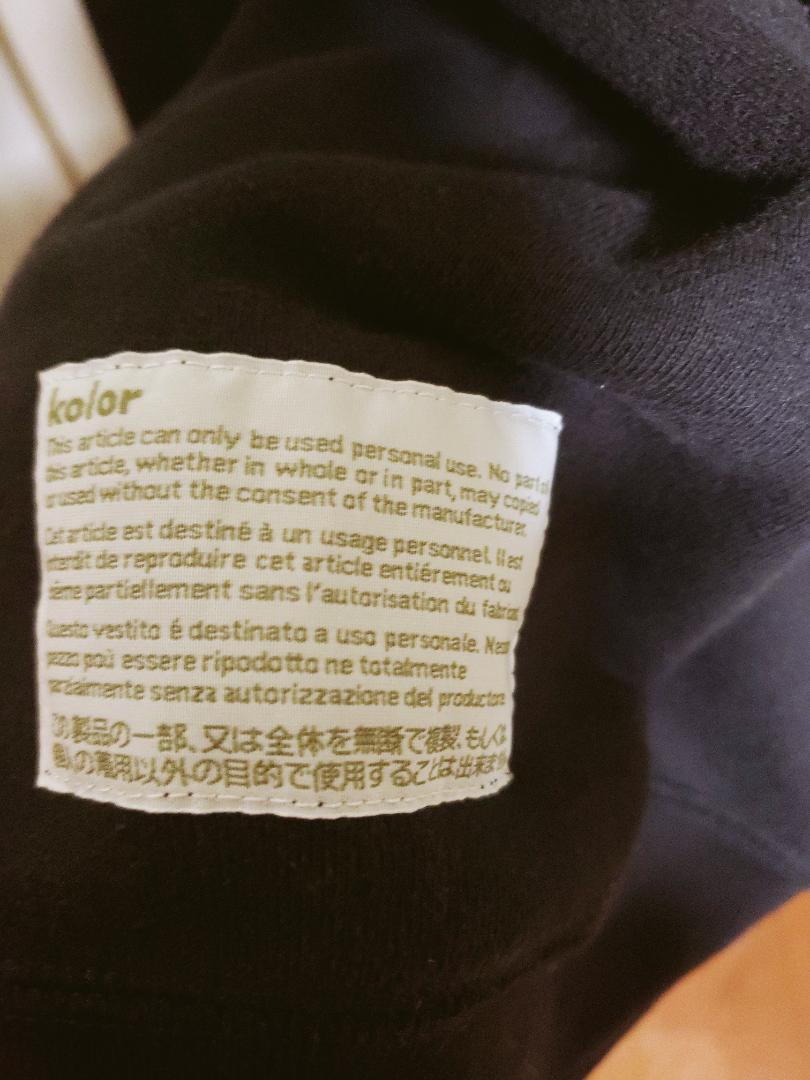 kolor
This article can only be used personal use. No part of
this article, whether in whole or in part, may copied
or used without the consent of the manufacturer.
Cet article est destiné à un usage personnel. Il est
interdit de reproduire cet article entiérement ou
même partiellement sans l'autorisation du fabricant
Questo vestito é destinato a uso personale.
pezzo poù essere ripodotto ne totalmente
parzialmente senza autorizzazione del produttore
この製品の一部、又は全体を無断で複製、もしくは
個人の専用以外の目的で使用することは出来ません